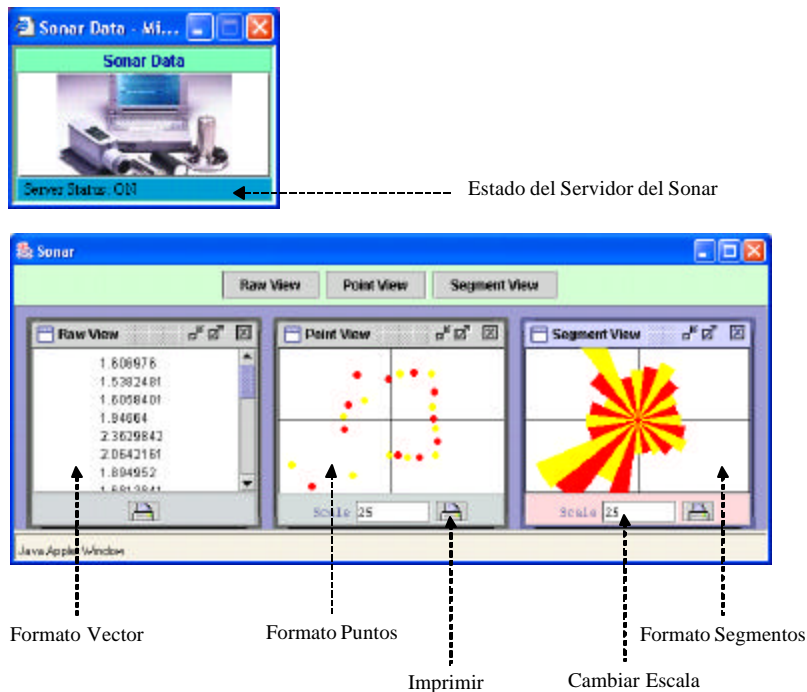 Sonar Data - Mi...
Sonar Data
Server Status: ON
Estado del Servidor del Sonar
Sonar
Raw View Point View Segment View
Raw View
1.606976
1.5382481
1.6058401
1.94664
2.3629842
2.0642161
1.894952
Point View
Scale 25
Segment View
Scale 25
Java Applet Window
Formato Vector
Formato Puntos
Formato Segmentos
Imprimir
Cambiar Escala